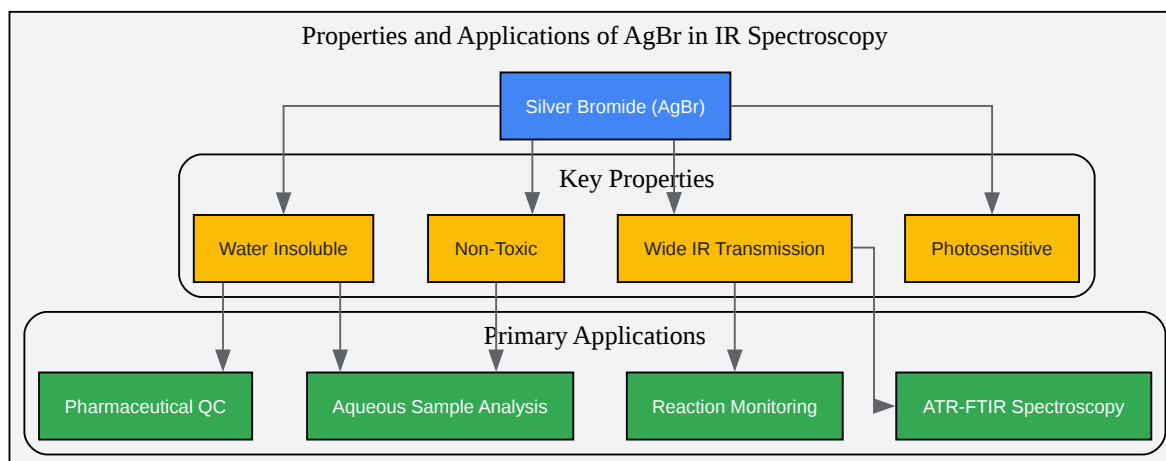 Properties and Applications of AgBr in IR Spectroscopy
Silver Bromide (AgBr)
Key Properties
Water Insoluble
Non-Toxic
Wide IR Transmission
Photosensitive
Primary Applications
Pharmaceutical QC
Aqueous Sample Analysis
Reaction Monitoring
ATR-FTIR Spectroscopy